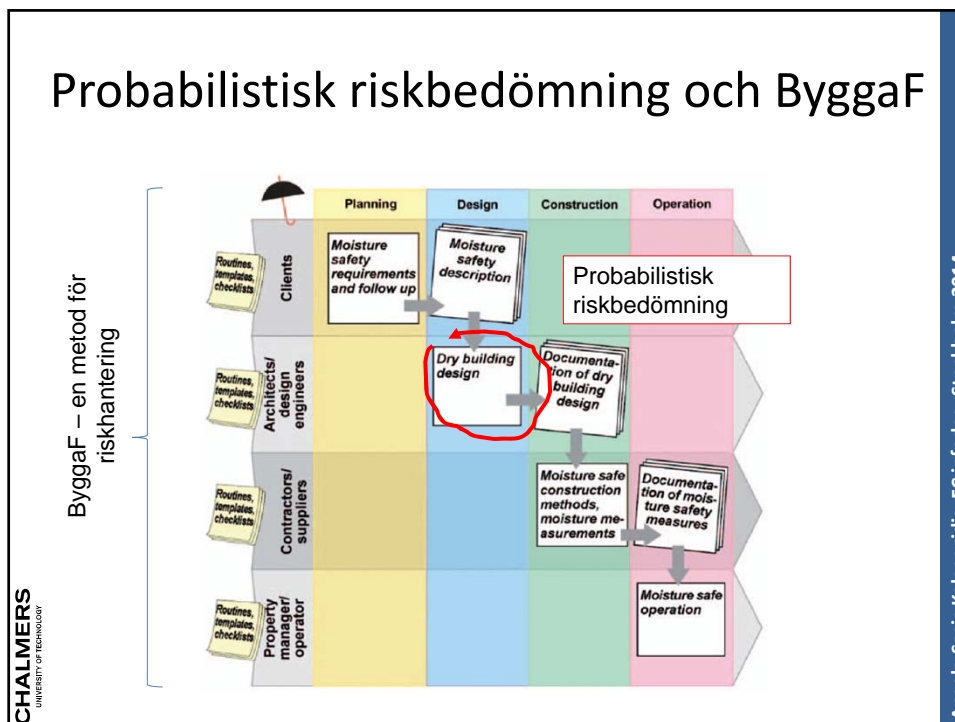 Probabilistisk riskbedömning och ByggaF
ByggaF – en metod för
riskhantering
Planning
Design
Construction
Operation
Routines,
templates,
checklists
Clients
Moisture
safety
requirements
and follow up
Moisture
safety
description
Probabilistisk
riskbedömning
Routines,
templates,
checklists
Architects/
design
engineers
Dry building
design
Documenta-
tion of dry
building
design
Routines,
templates,
checklists
Contractors/
suppliers
Moisture safe
construction
methods,
moisture me-
asurements
Documenta-
tion of mois-
ture safety
measures
Routines,
templates,
checklists
Property
manager/
operator
Moisture safe
operation
CHALMERS
UNIVERSITY OF TECHNOLOGY